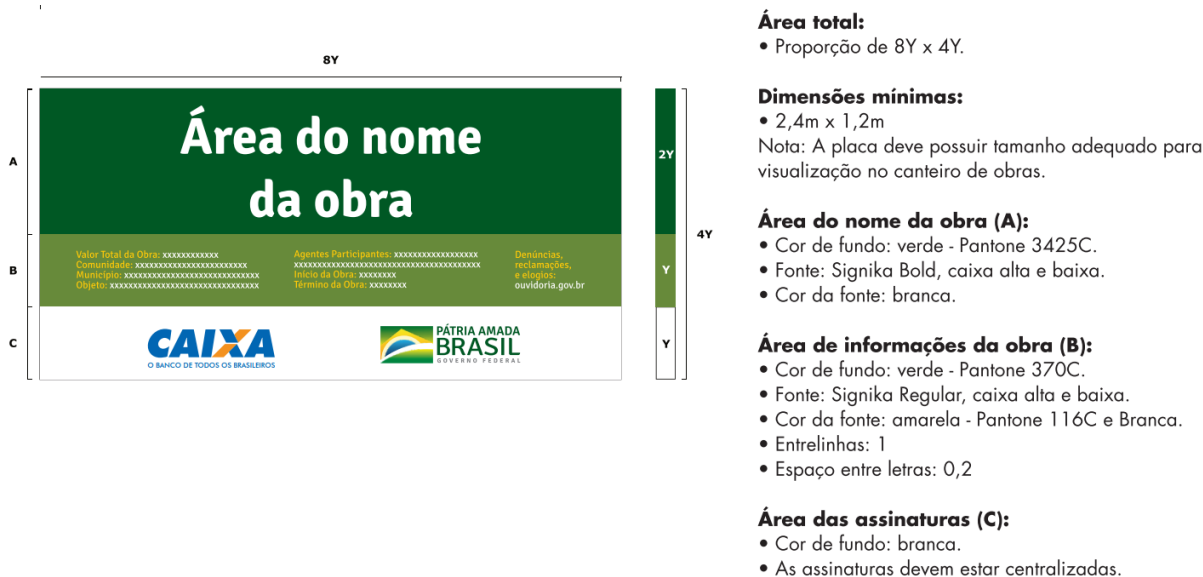 8Y
A
B
C
Área do nome
da obra
Valor Total da Obra: xxxxxxxxxxxx
Comunidade: xxxxxxxxxxxxxxxxxxxxxxxx
Município: xxxxxxxxxxxxxxxxxxxxxxxxxxxxx
Objeto: xxxxxxxxxxxxxxxxxxxxxxxxxxxxxxxx
Agentes Participantes: xxxxxxxxxxxxxxxxxx
xxxxxxxxxxxxxxxxxxxxxxxxxxxxxxxxxxxxxxxx
Início da Obra: xxxxxxxx
Término da Obra: xxxxxxxx
Denúncias,
reclamações,
e elogios:
ouvidoria.gov.br
CAIXA
O BANCO DE TODOS OS BRASILEIROS
PÁTRIA AMADA
BRASIL
GOVERNO FEDERAL
2Y
Y
Y
4Y
Área total:
• Proporção de 8Y x 4Y.
Dimensões mínimas:
• 2,4m x 1,2m
Nota: A placa deve possuir tamanho adequado para
visualização no canteiro de obras.
Área do nome da obra (A):
• Cor de fundo: verde - Pantone 3425C.
• Fonte: Signika Bold, caixa alta e baixa.
• Cor da fonte: branca.
Área de informações da obra (B):
• Cor de fundo: verde - Pantone 370C.
• Fonte: Signika Regular, caixa alta e baixa.
• Cor da fonte: amarela - Pantone 116C e Branca.
• Entrelinhas: 1
• Espaço entre letras: 0,2
Área das assinaturas (C):
• Cor de fundo: branca.
• As assinaturas devem estar centralizadas.